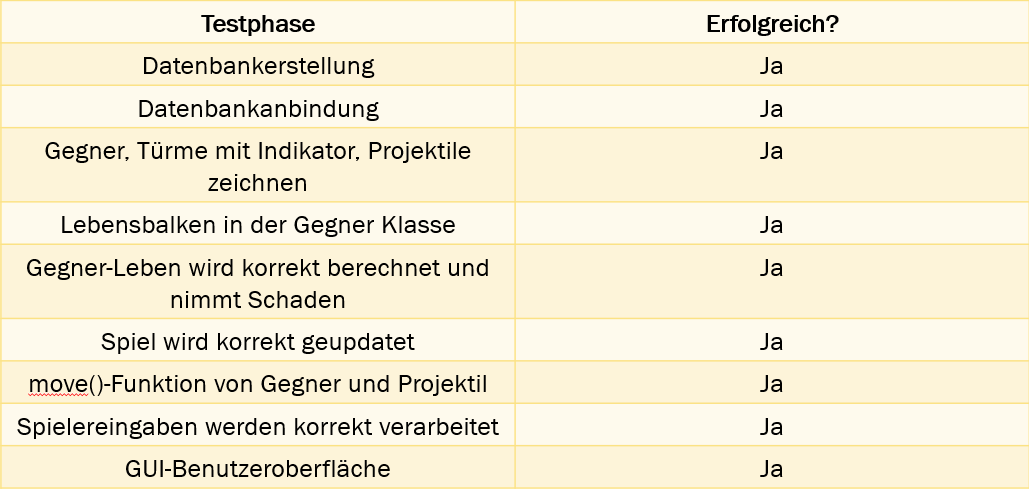 Testphase Erfolgreich?
Datenbankerstellung Ja
Datenbankanbindung Ja
Gegner, Türme mit Indikator, Projektile Ja
zeichnen
Lebensbalken in der Gegner Klasse Ja
Gegner-Leben wird korrekt berechnet und Ja
nimmt Schaden
Spiel wird korrekt geupdatet Ja
move()-Funktion von Gegner und Projektil Ja
Spielereingaben werden korrekt verarbeitet Ja
GUI-Benutzeroberfläche Ja